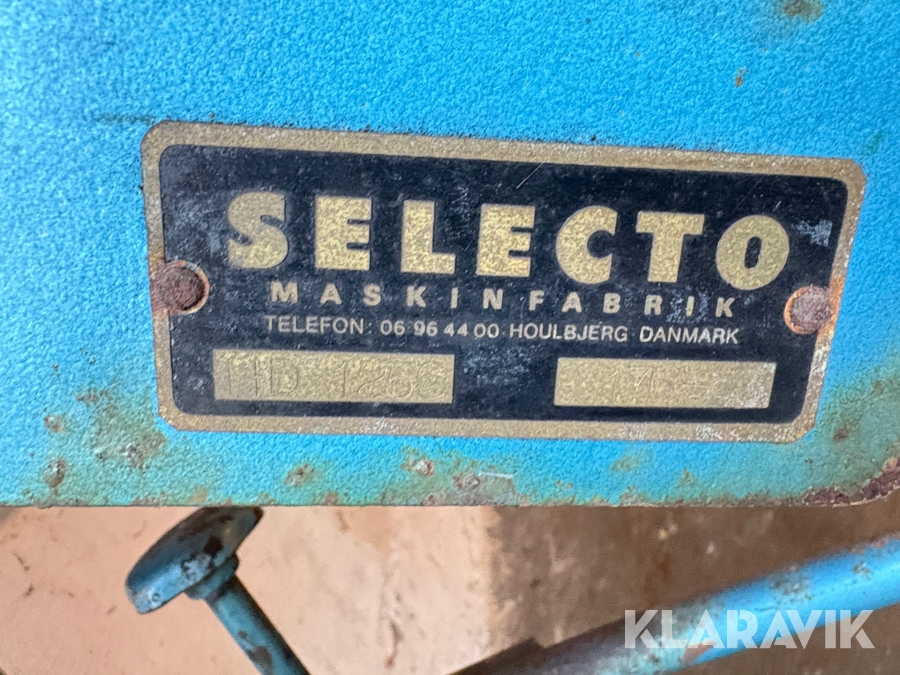 SELECTO
MASKINFABRIK
TELEFON: 06 96 44 00 HOULBJERG DANMARK
KLARAVIK